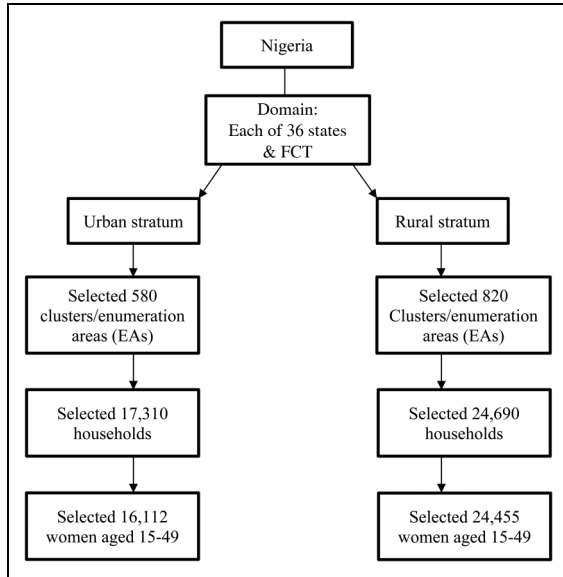 Nigeria
Domain:
Each of 36 states
& FCT
Urban stratum
Rural stratum
Selected 580
clusters/enumeration
areas (EAs)
Selected 820
Clusters/enumeration
areas (EAs)
Selected 17,310
households
Selected 24,690
households
Selected 16,112
women aged 15-49
Selected 24,455
women aged 15-49